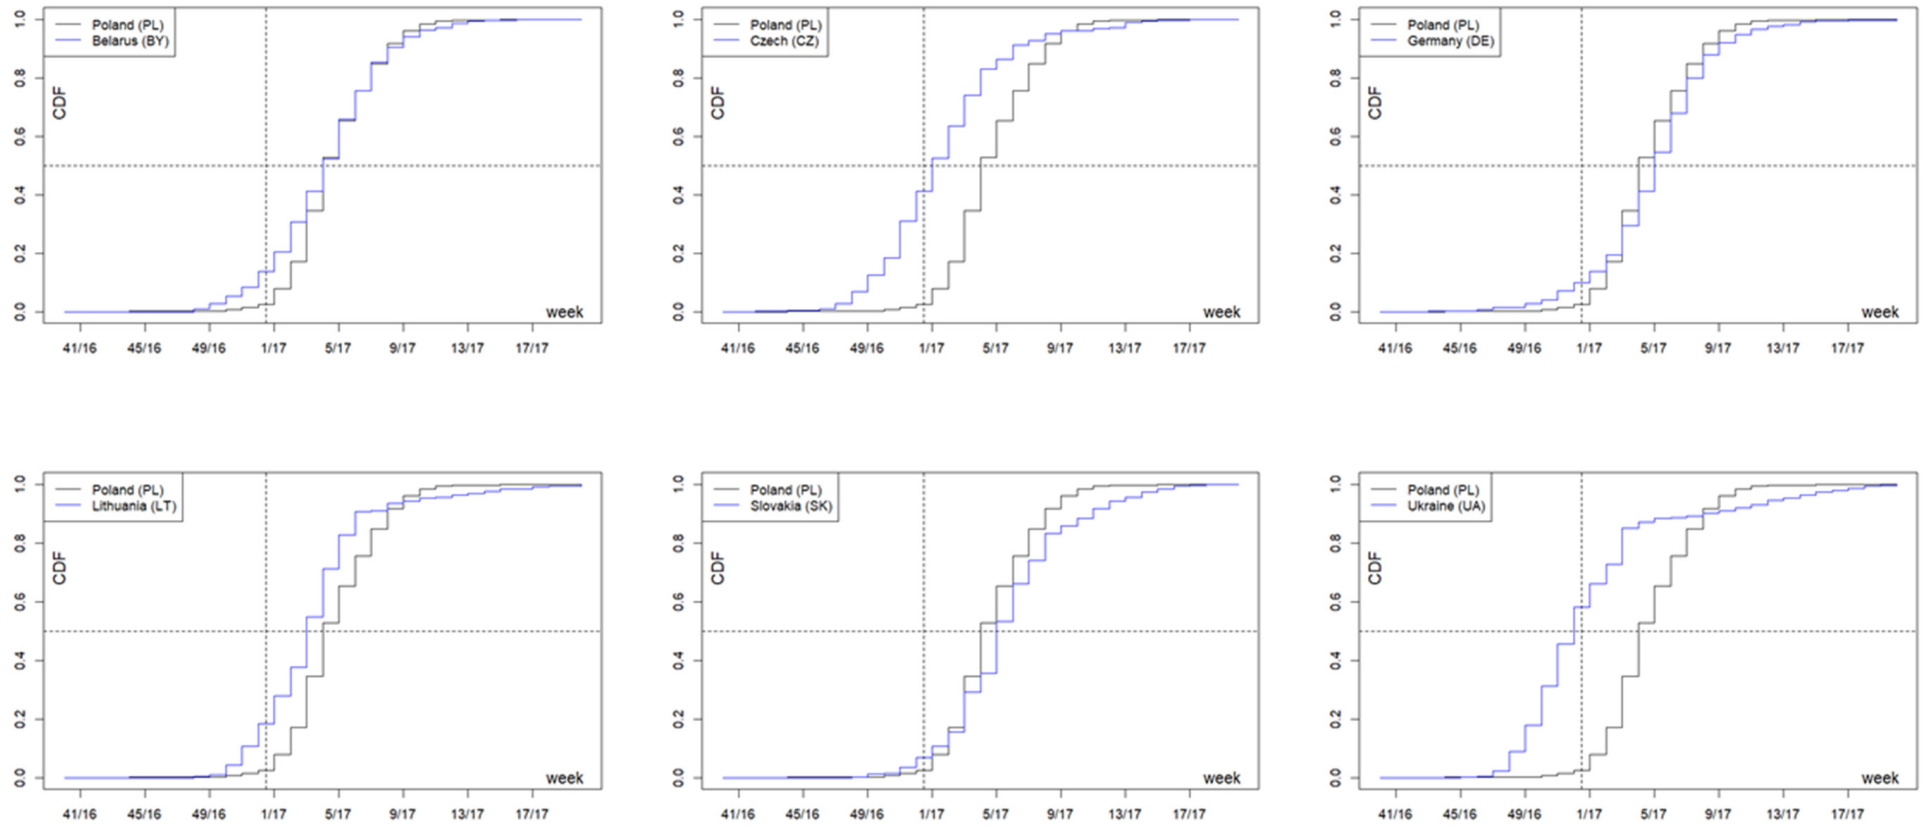 Poland (PL)
Belarus (BY)
CDF
0.0 0.2 0.4 0.6 0.8 1.0
week
41/16 45/16 49/16 1/17 5/17 9/17 13/17 17/17
Poland (PL)
Czech (CZ)
CDF
0.0 0.2 0.4 0.6 0.8 1.0
week
41/16 45/16 49/16 1/17 5/17 9/17 13/17 17/17
Poland (PL)
Germany (DE)
CDF
0.0 0.2 0.4 0.6 0.8 1.0
week
41/16 45/16 49/16 1/17 5/17 9/17 13/17 17/17
Poland (PL)
Lithuania (LT)
CDF
0.0 0.2 0.4 0.6 0.8 1.0
week
41/16 45/16 49/16 1/17 5/17 9/17 13/17 17/17
Poland (PL)
Slovakia (SK)
CDF
0.0 0.2 0.4 0.6 0.8 1.0
week
41/16 45/16 49/16 1/17 5/17 9/17 13/17 17/17
Poland (PL)
Ukraine (UA)
CDF
0.0 0.2 0.4 0.6 0.8 1.0
week
41/16 45/16 49/16 1/17 5/17 9/17 13/17 17/17